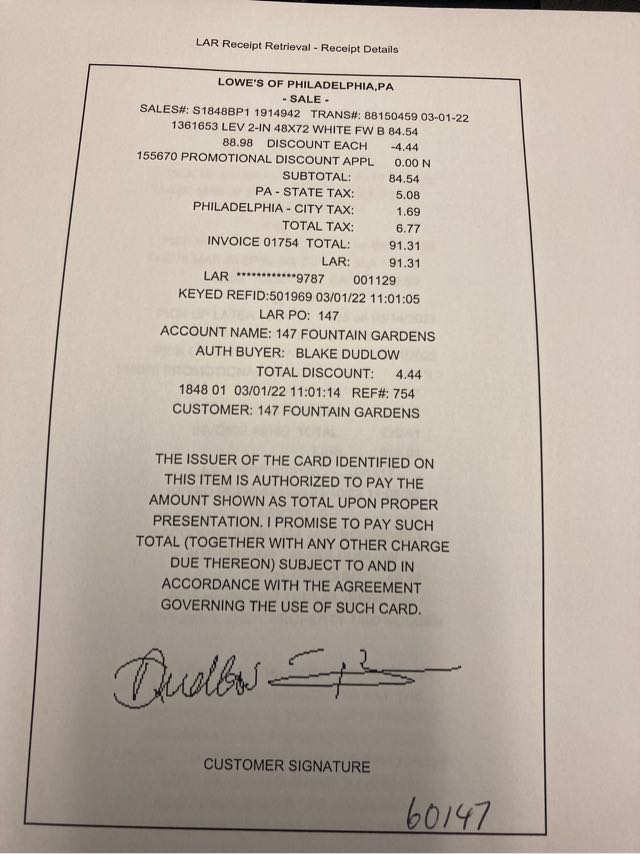 LAR Receipt Retrieval - Receipt Details
LOWE'S OF PHILADELPHIA,PA
- SALE -
SALES#: S1848BP1 1914942 TRANS#: 88150459 03-01-22
1361653 LEV 2-IN 48X72 WHITE FW B 84.54
88.98 DISCOUNT EACH -4.44
155670 PROMOTIONAL DISCOUNT APPL 0.00 N
SUBTOTAL: 84.54
PA - STATE TAX: 5.08
PHILADELPHIA - CITY TAX: 1.69
TOTAL TAX: 6.77
INVOICE 01754 TOTAL: 91.31
LAR: 91.31
LAR ************9787 001129
KEYED REFID:501969 03/01/22 11:01:05
LAR PO: 147
ACCOUNT NAME: 147 FOUNTAIN GARDENS
AUTH BUYER: BLAKE DUDLOW
TOTAL DISCOUNT: 4.44
1848 01 03/01/22 11:01:14 REF#: 754
CUSTOMER: 147 FOUNTAIN GARDENS
THE ISSUER OF THE CARD IDENTIFIED ON
THIS ITEM IS AUTHORIZED TO PAY THE
AMOUNT SHOWN AS TOTAL UPON PROPER
PRESENTATION. I PROMISE TO PAY SUCH
TOTAL (TOGETHER WITH ANY OTHER CHARGE
DUE THEREON) SUBJECT TO AND IN
ACCORDANCE WITH THE AGREEMENT
GOVERNING THE USE OF SUCH CARD.
Dudlow
CUSTOMER SIGNATURE
60147